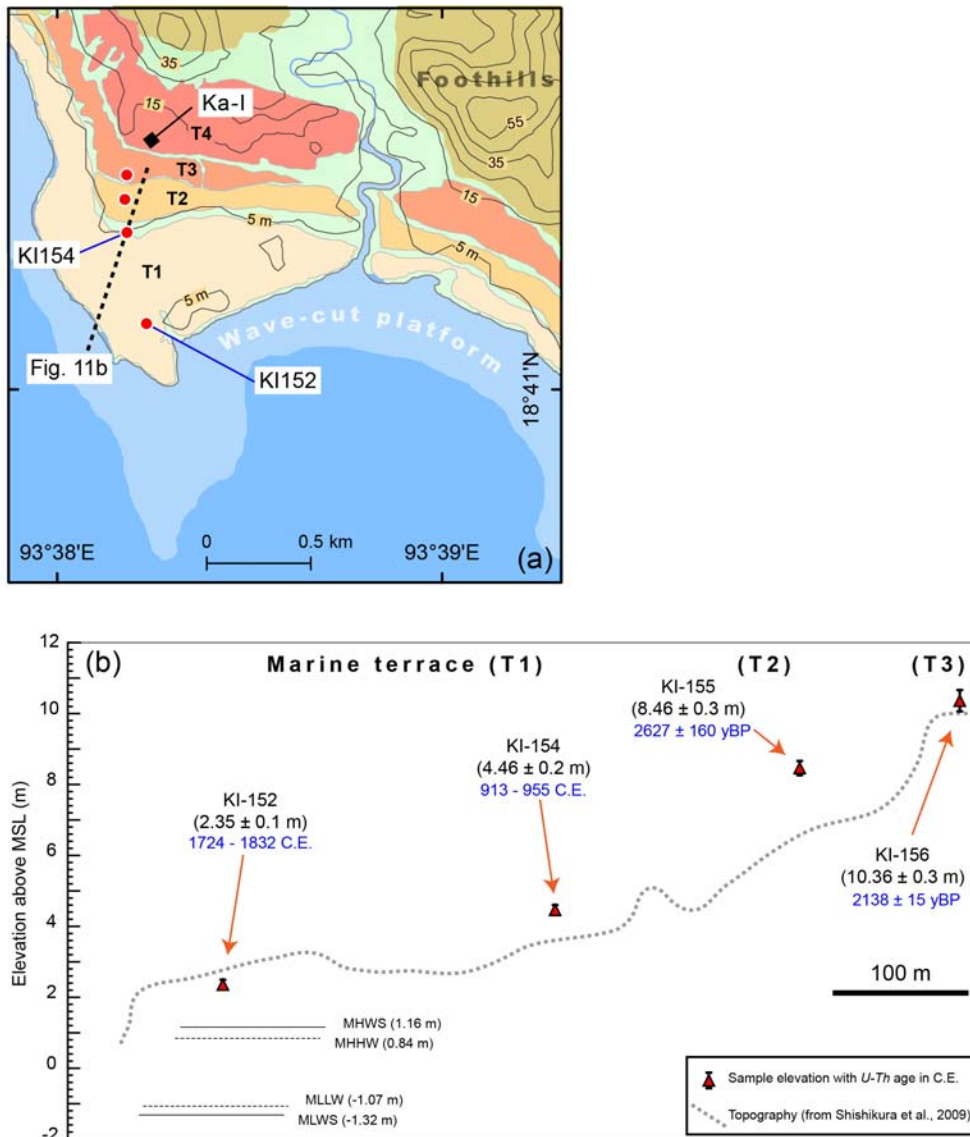 35
Foothills
15
Ka-I
55
T4
35
T3
15
T2
5 m
5 m
KI154
T1
5 m
Wave-cut platform
Fig. 11b
KI152
18°41'N
93°38'E
0
0.5 km
93°39'E
(a)
12
(b)
Marine terrace (T1)
(T2)
(T3)
KI-155
(8.46 ± 0.3 m)
2627 ± 160 yBP
10
KI-154
(4.46 ± 0.2 m)
913 - 955 C.E.
8
KI-152
(2.35 ± 0.1 m)
1724 - 1832 C.E.
6
KI-156
(10.36 ± 0.3 m)
2138 ± 15 yBP
Elevation above MSL (m)
4
100 m
2
MHWS (1.16 m)
MHHW (0.84 m)
0
MLLW (-1.07 m)
MLWS (-1.32 m)
-2
Sample elevation with U-Th age in C.E.
Topography (from Shishikura et al., 2009)